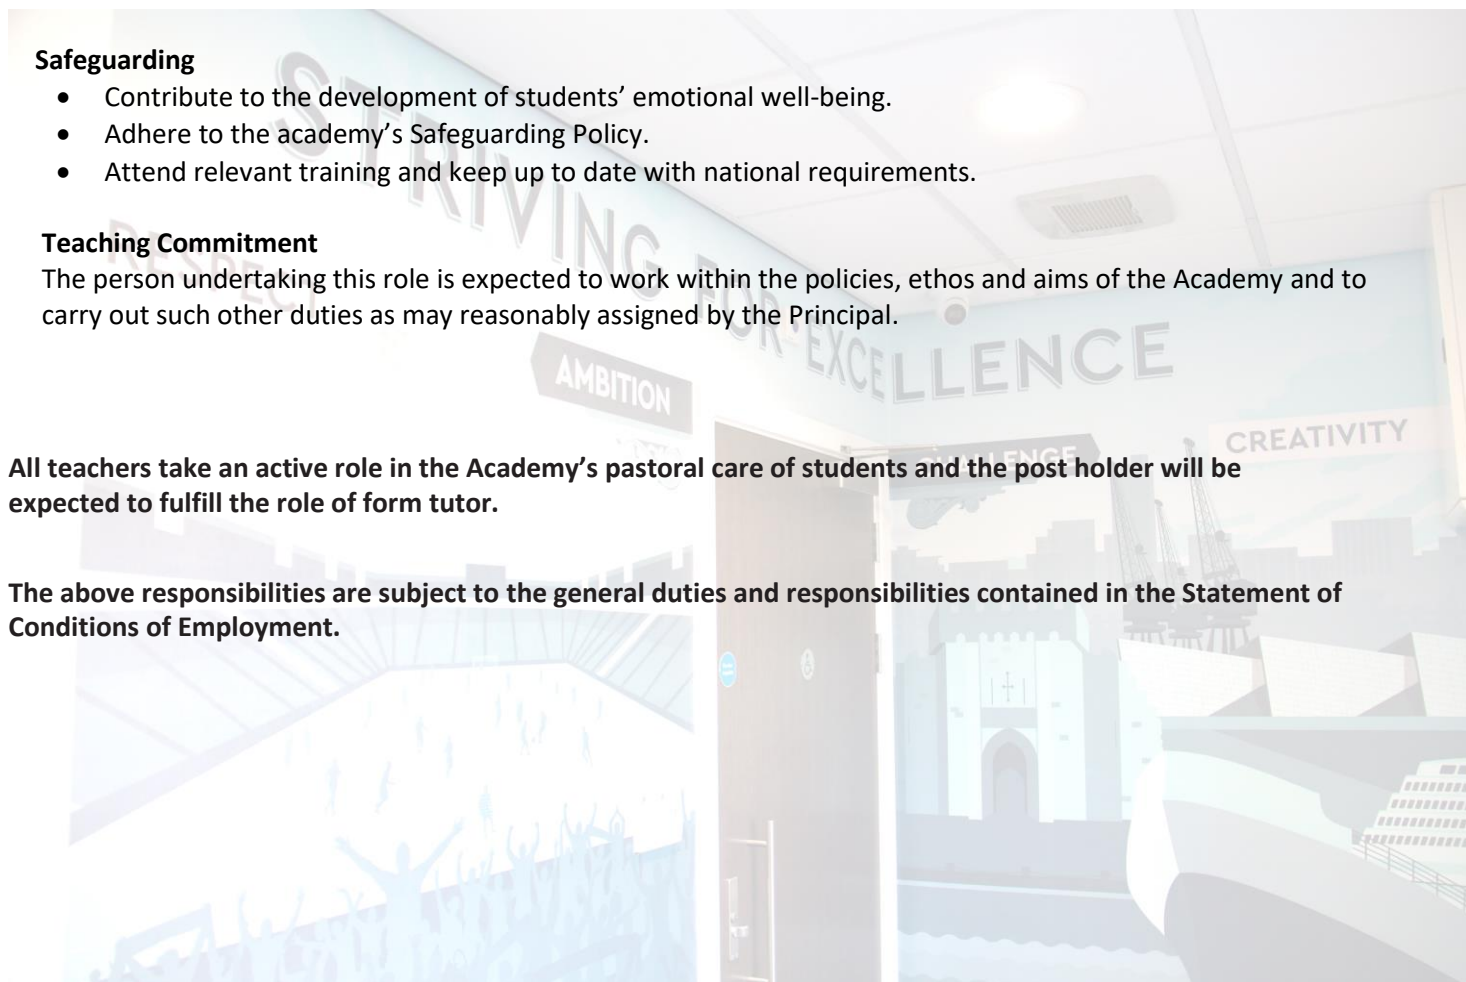 Safeguarding
• Contribute to the development of students’ emotional well-being.
• Adhere to the academy’s Safeguarding Policy.
• Attend relevant training and keep up to date with national requirements.
Teaching Commitment
The person undertaking this role is expected to work within the policies, ethos and aims of the Academy and to
carry out such other duties as may reasonably assigned by the Principal.
All teachers take an active role in the Academy’s pastoral care of students and the post holder will be
expected to fulfill the role of form tutor.
The above responsibilities are subject to the general duties and responsibilities contained in the Statement of
Conditions of Employment.
STRIVING FOR EXCELLENCE
RESPECT
AMBITION
CHALLENGE
CREATIVITY